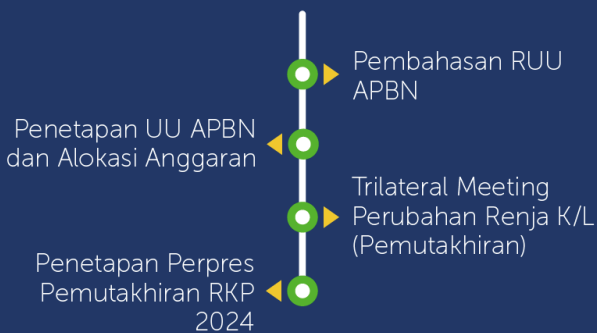 Pembahasan RUU
APBN
Penetapan UU APBN
dan Alokasi Anggaran
Trilateral Meeting
Perubahan Renja K/L
(Pemutakhiran)
Penetapan Perpres
Pemutakhiran RKP
2024